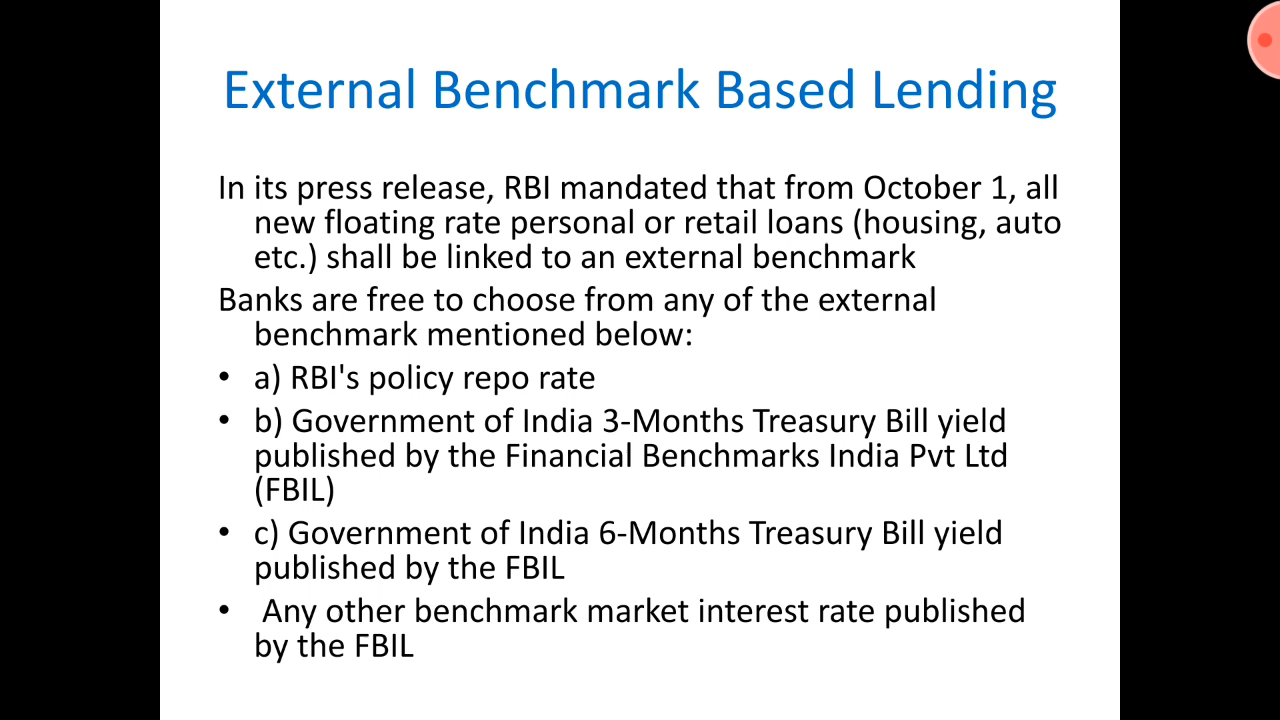 External Benchmark Based Lending
In its press release, RBI mandated that from October 1, all
new floating rate personal or retail loans (housing, auto
etc.) shall be linked to an external benchmark
Banks are free to choose from any of the external
benchmark mentioned below:
• a) RBI's policy repo rate
• b) Government of India 3-Months Treasury Bill yield
published by the Financial Benchmarks India Pvt Ltd
(FBIL)
• c) Government of India 6-Months Treasury Bill yield
published by the FBIL
• Any other benchmark market interest rate published
by the FBIL